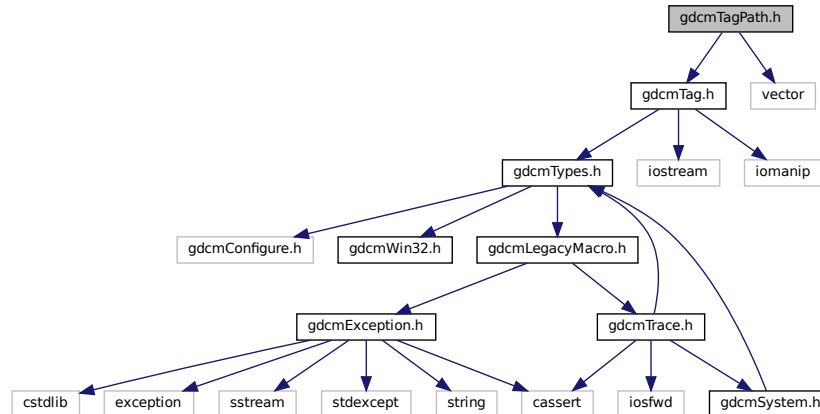 gdcmTagPath.h
gdcmTag.h
vector
gdcmTypes.h
iostream
iomanip
gdcmConfigure.h
gdcmWin32.h
gdcmLegacyMacro.h
gdcmException.h
gdcmTrace.h
cstdlib
exception
sstream
stdexcept
string
cassert
iosfwd
gdcmSystem.h